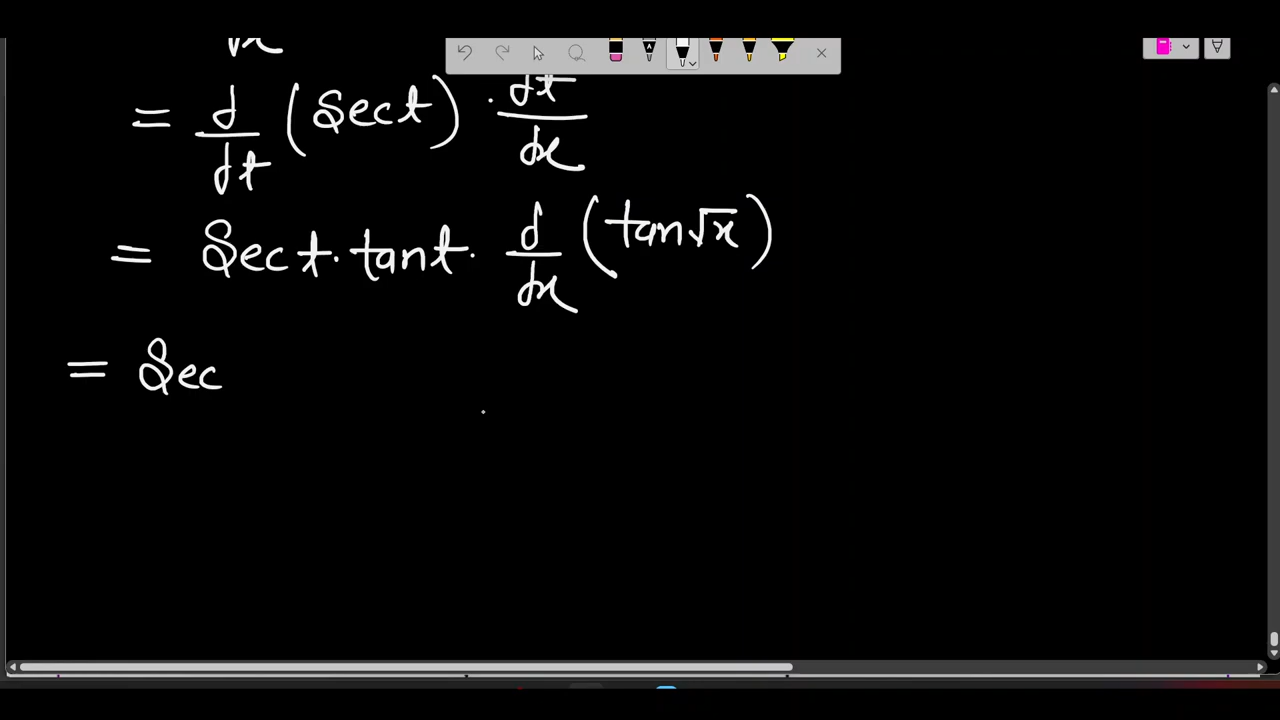 √x
= d/dt (Sec t) · dt/dx
= Sec t · tan t · d/dx (tan √x)
= Sec